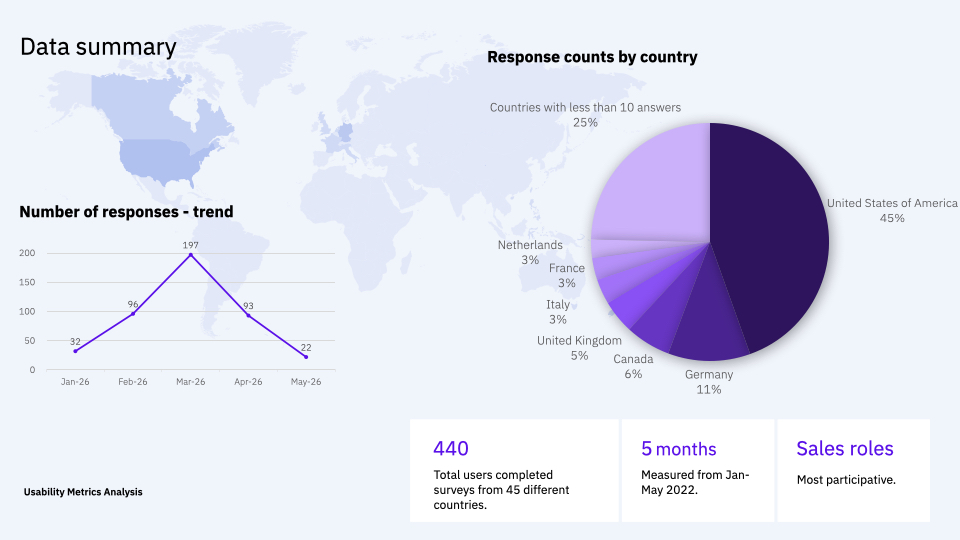 Data summary
Response counts by country
Countries with less than 10 answers
25%
United States of America
45%
Netherlands
3%
France
3%
Italy
3%
United Kingdom
5%
Canada
6%
Germany
11%
Number of responses - trend
200
150
100
50
0
32
96
197
93
22
Jan-26
Feb-26
Mar-26
Apr-26
May-26
440
Total users completed
surveys from 45 different
countries.
5 months
Measured from Jan-
May 2022.
Sales roles
Most participative.
Usability Metrics Analysis